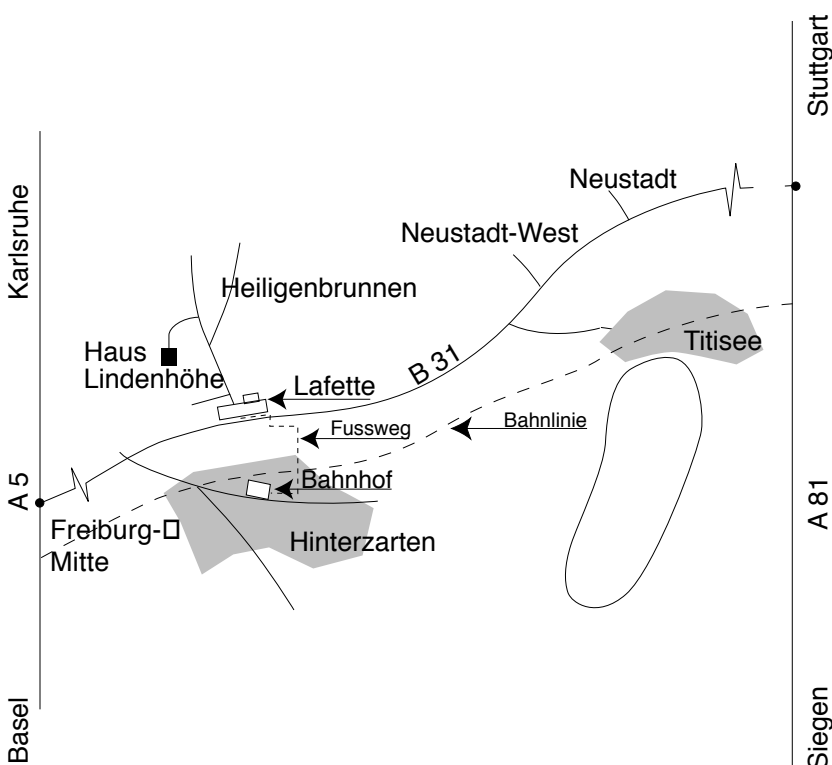 Stuttgart
Karlsruhe
Neustadt
Neustadt-West
Heiligenbrunnen
Haus
Lindenhöhe
Titisee
B 31
Lafette
Fussweg
Bahnlinie
A 5
Bahnhof
A 81
Freiburg-
Mitte
Hinterzarten
Basel
Siegen